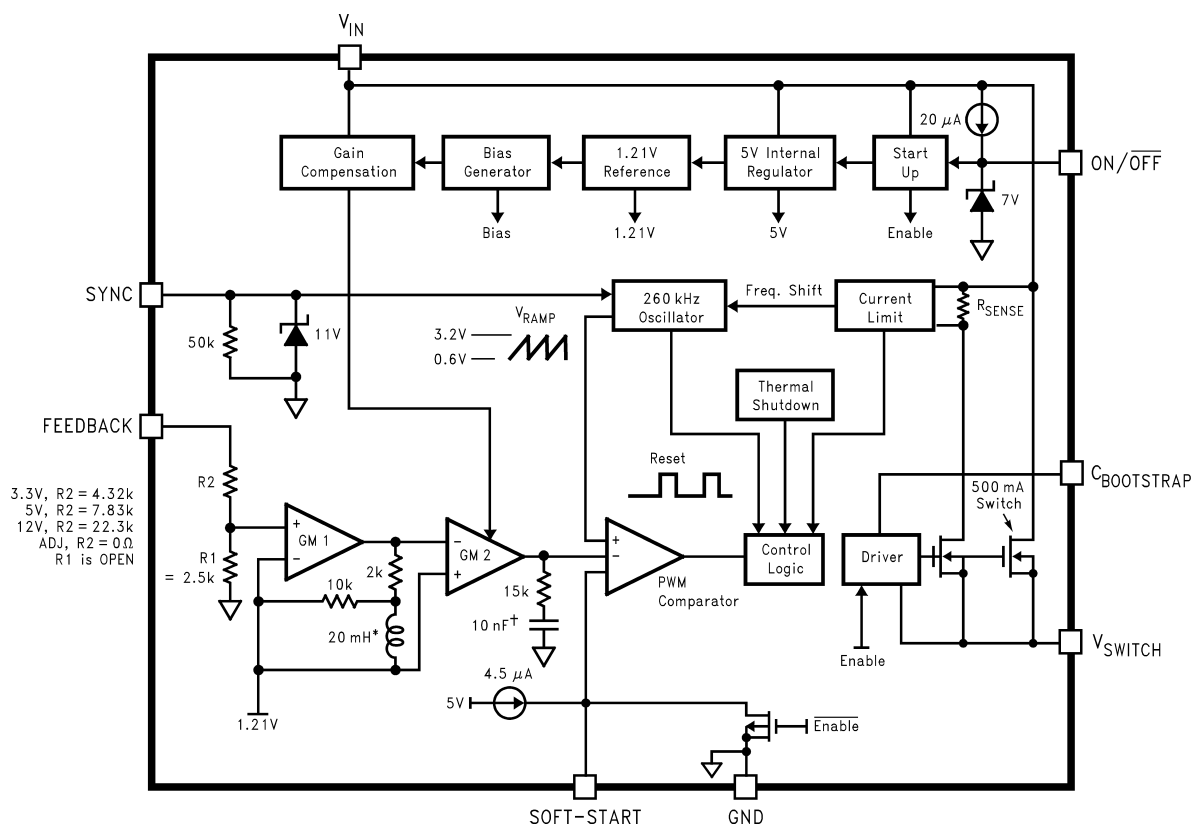 VIN
20 μA
Gain
Compensation
Bias
Generator
1.21V
Reference
5V Internal
Regulator
Start
Up
ON/OFF
7V
Bias
1.21V
5V
Enable
SYNC
50k
11V
3.2V
0.6V
VRAMP
260 kHz
Oscillator
Freq. Shift
Current
Limit
RSENSE
Thermal
Shutdown
FEEDBACK
R2
3.3V, R2 = 4.32k
5V, R2 = 7.83k
12V, R2 = 22.3k
ADJ, R2 = 0Ω
R1 is OPEN
R1
= 2.5k
+
GM 1
−
10k
2k
20 mH*
1.21V
−
GM 2
+
15k
10 nF†
Reset
+
−
−
PWM
Comparator
Control
Logic
Driver
500 mA
Switch
CBOOTSTRAP
Enable
VSWITCH
4.5 μA
5V
Enable
SOFT-START
GND